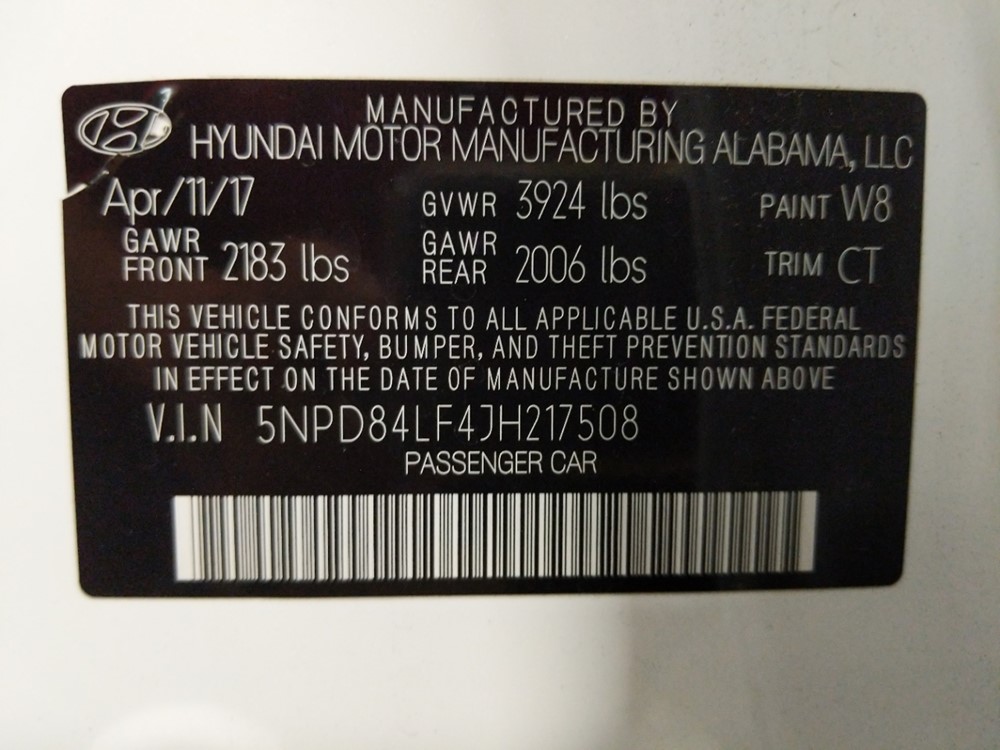 MANUFACTURED BY
HYUNDAI MOTOR MANUFACTURING ALABAMA, LLC
Apr/11/17 GVWR 3924 lbs PAINT W8
GAWR FRONT 2183 lbs GAWR REAR 2006 lbs TRIM CT
THIS VEHICLE CONFORMS TO ALL APPLICABLE U.S.A. FEDERAL
MOTOR VEHICLE SAFETY, BUMPER, AND THEFT PREVENTION STANDARDS
IN EFFECT ON THE DATE OF MANUFACTURE SHOWN ABOVE
V.I.N 5NPD84LF4JH217508
PASSENGER CAR